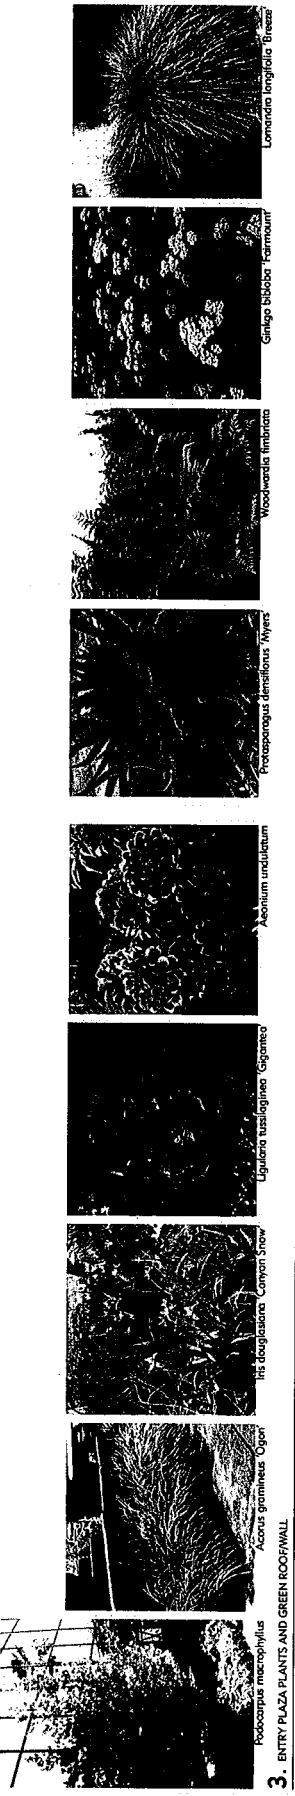 Podocarpus macrophyllus
Acorus gramineus 'Ogon'
Iris douglasiana 'Canyon Snow'
Ligularia tussilaginea 'Gigantea'
Aeonium undulatum
Protasparagus densiflorus 'Myers'
Woodwardia fimbriata
Ginkgo bibloba 'Fairmount'
Lomandra longifolia 'Breeze'
3. ENTRY PLAZA PLANTS AND GREEN ROOF/WALL